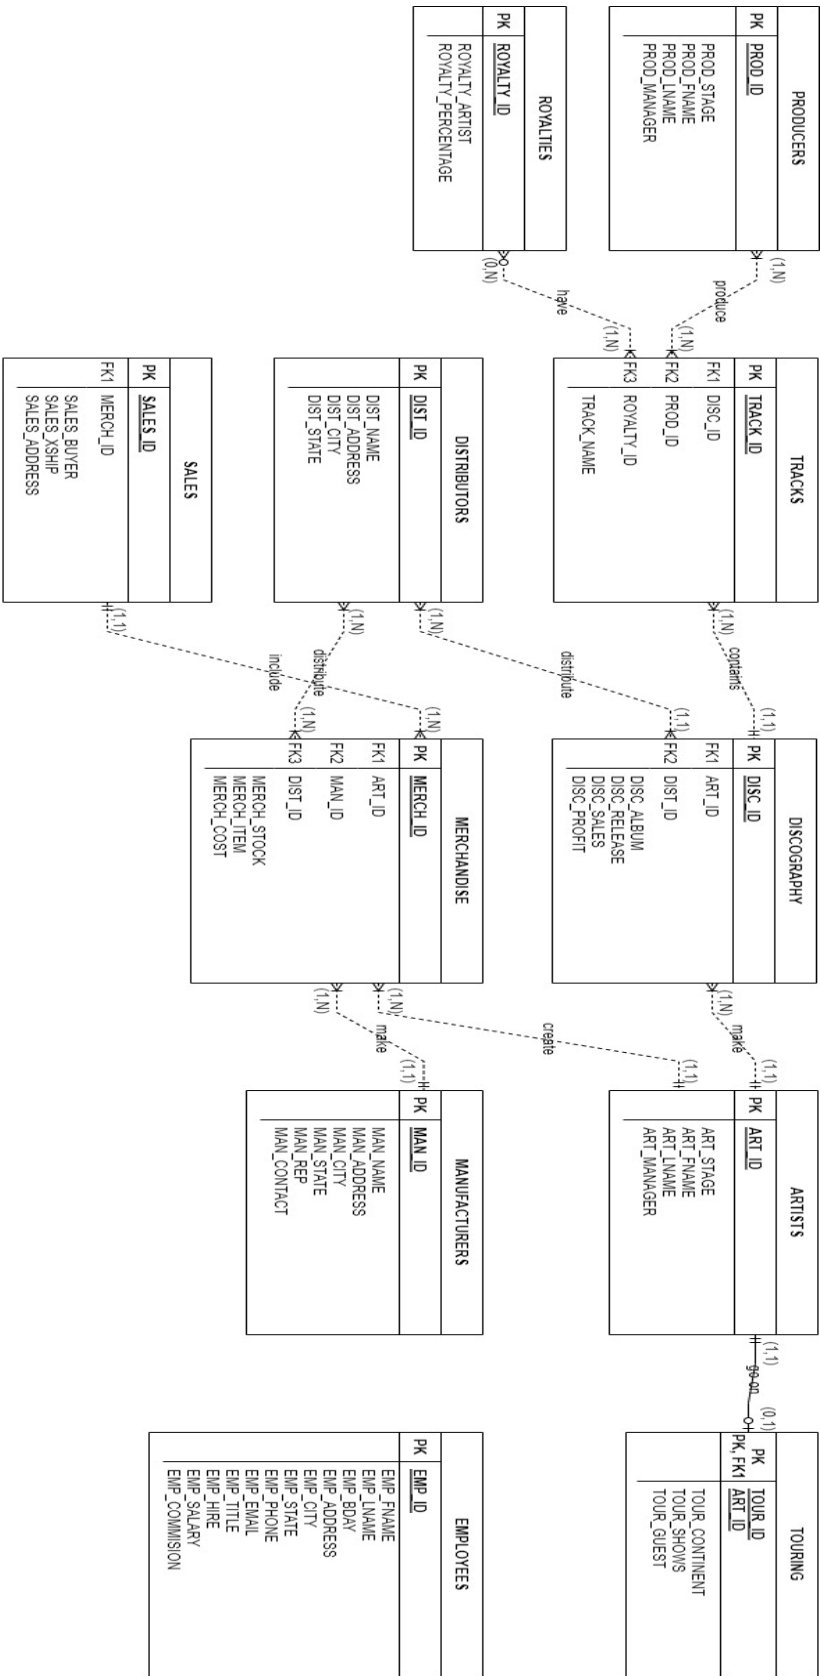 PRODUCERS
PK PROD_ID
PROD_STAGE
PROD_FNAME
PROD_LNAME
PROD_MANAGER
(1,N)
produce
(1,N)
TRACKS
PK TRACK_ID
FK1 DISC_ID
FK2 PROD_ID
FK3 ROYALTY_ID
TRACK_NAME
(1,N)
contains
(1,1)
DISCOGRAPHY
PK DISC_ID
FK1 ART_ID
FK2 DIST_ID
DISC_ALBUM
DISC_RELEASE
DISC_SALES
DISC_PROFIT
(1,N)
make
(1,1)
ARTISTS
PK ART_ID
ART_STAGE
ART_FNAME
ART_LNAME
ART_MANAGER
(1,1)
go on
(0,1)
TOURING
PK TOUR_ID
PK, FK1 ART_ID
TOUR_CONTINENT
TOUR_SHOWS
TOUR_GUEST
ROYALTIES
PK ROYALTY_ID
ROYALTY_ARTIST
ROYALTY_PERCENTAGE
(0,N)
have
(1,N)
DISTRIBUTORS
PK DIST_ID
DIST_NAME
DIST_ADDRESS
DIST_CITY
DIST_STATE
(1,N)
distribute
(1,1)
(1,N)
distribute
(1,N)
MERCHANDISE
PK MERCH_ID
FK1 ART_ID
FK2 MAN_ID
FK3 DIST_ID
MERCH_STOCK
MERCH_ITEM
MERCH_COST
(1,N)
create
(1,1)
(1,N)
make
(1,1)
MANUFACTURERS
PK MAN_ID
MAN_NAME
MAN_ADDRESS
MAN_CITY
MAN_STATE
MAN_REP
MAN_CONTACT
EMPLOYEES
PK EMP_ID
EMP_FNAME
EMP_LNAME
EMP_BDAY
EMP_ADDRESS
EMP_CITY
EMP_STATE
EMP_PHONE
EMP_EMAIL
EMP_TITLE
EMP_HIRE
EMP_SALARY
EMP_COMMISION
SALES
PK SALES_ID
FK1 MERCH_ID
SALES_BUYER
SALES_XSHIP
SALES_ADDRESS
(1,1)
include
(1,N)